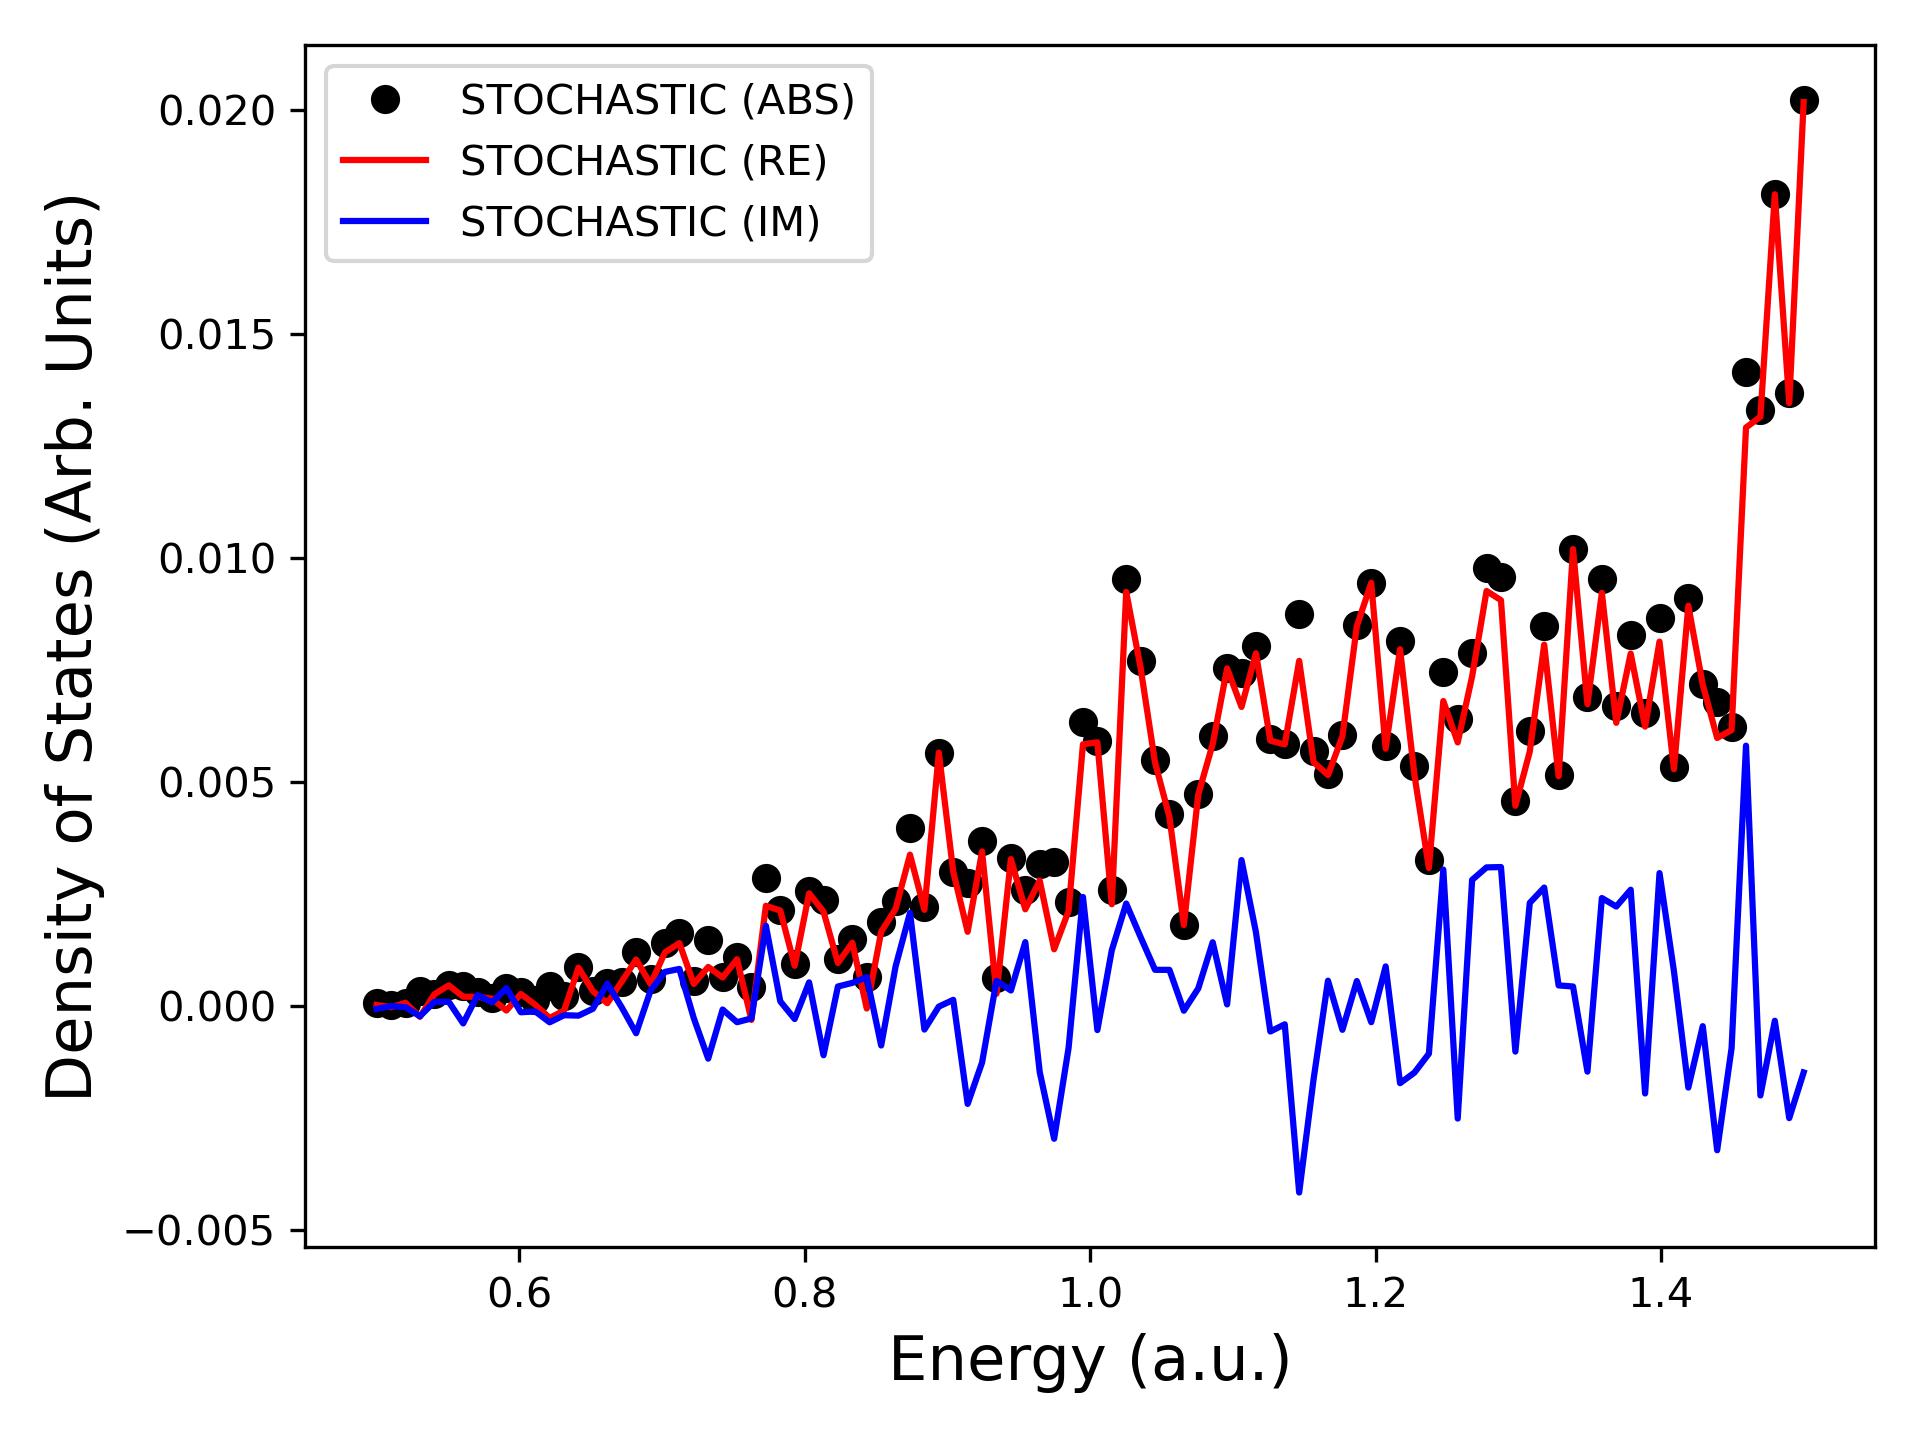 STOCHASTIC (ABS)
STOCHASTIC (RE)
STOCHASTIC (IM)
Density of States (Arb. Units)
0.020
0.015
0.010
0.005
0.000
−0.005
0.6 0.8 1.0 1.2 1.4
Energy (a.u.)